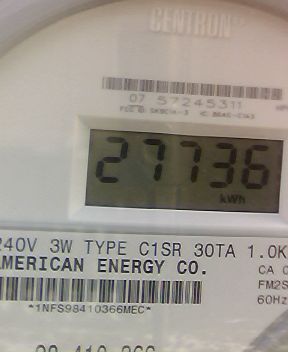 CENTRON
07 57245311
27736
kWh
240V 3W TYPE C1SR 30TA 1.0K
AMERICAN ENERGY CO.
CA 0
FM2S
60Hz
*1NFS98410366MEC*